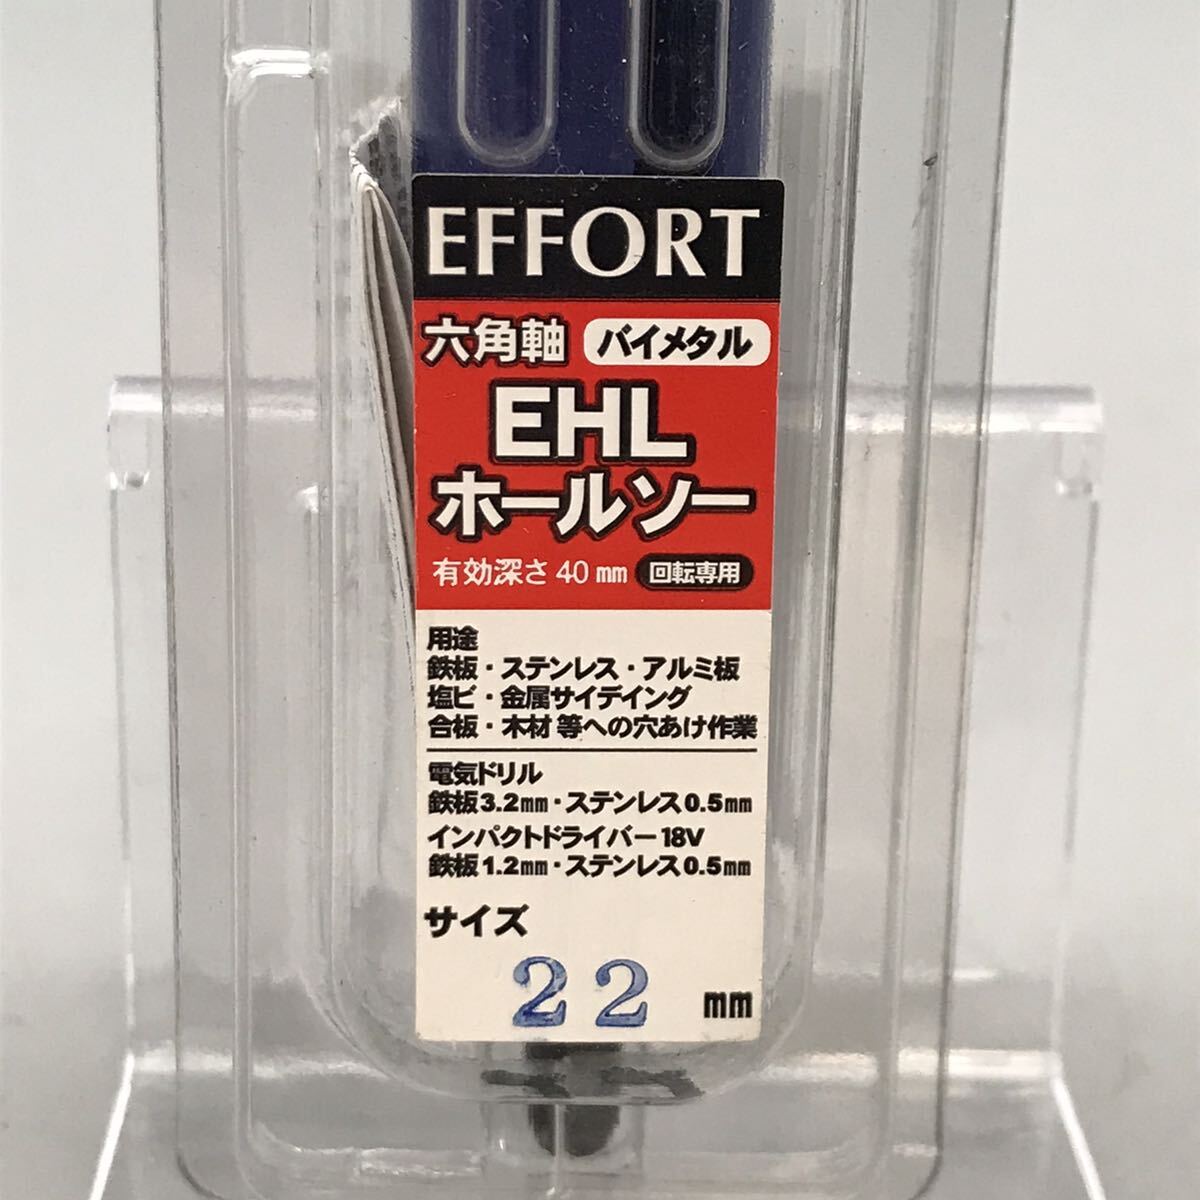 EFFORT
六角軸 バイメタル
EHL
ホールソー
有効深さ 40 mm 回転専用
用途
鉄板・ステンレス・アルミ板
塩ビ・金属サイディング
合板・木材 等への穴あけ作業
電気ドリル
鉄板3.2mm・ステンレス0.5mm
インパクトドライバー18V
鉄板1.2mm・ステンレス0.5mm
サイズ
22 mm